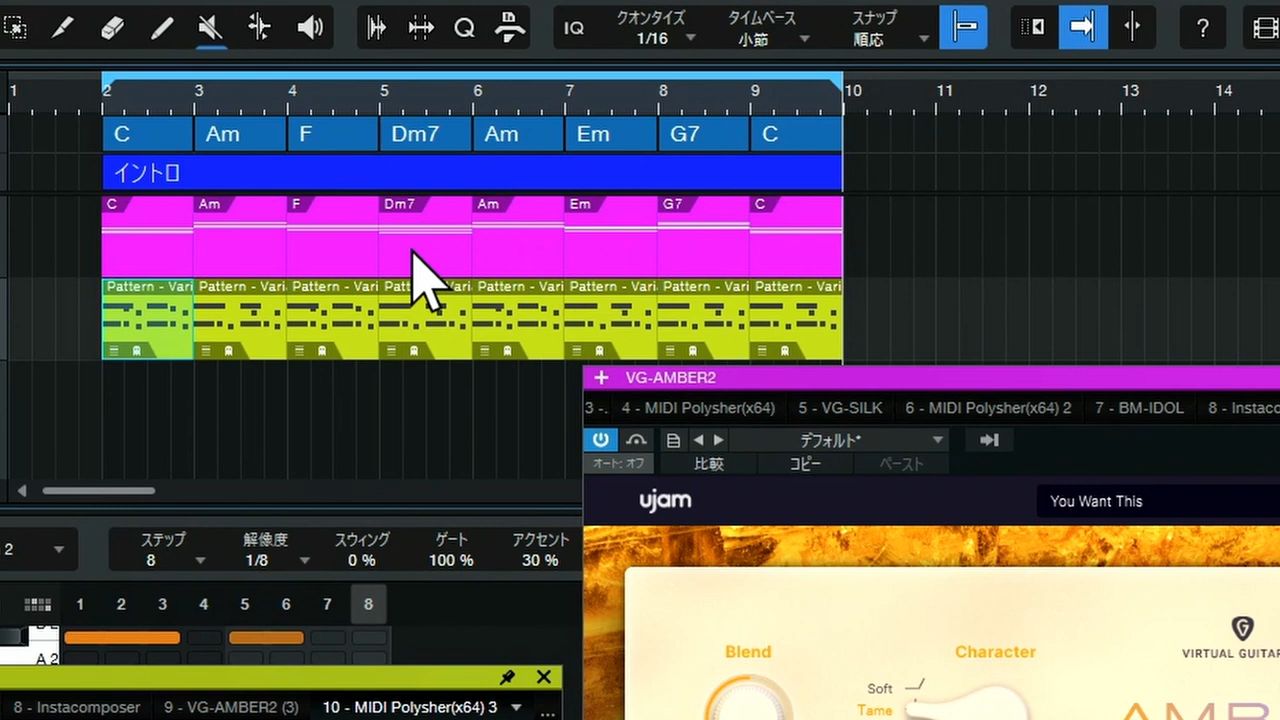 IQ クオンタイズ 1/16 タイムベース 小節 スナップ 順応 ?
1 2 3 4 5 6 7 8 9 10 11 12 13 14
C Am F Dm7 Am Em G7 C
イントロ
C Am F Dm7 Am Em G7 C
Pattern - Vari Pattern - Vari Pattern - Vari Pattern - Vari Pattern - Vari Pattern - Vari Pattern - Vari
VG-AMBER2
4 - MIDI Polysher(x64) 5 - VG-SILK 6 - MIDI Polysher(x64) 2 7 - BM-IDOL 8 - Instaco
デフォルト*
オート: オフ 比較 コピー ペースト
ujam You Want This
2 ステップ 8 解像度 1/8 スウィング 0 % ゲート 100 % アクセント 30 %
1 2 3 4 5 6 7 8
A 2
Blend Character VIRTUAL GUITAR
Soft
Tame
8 - Instacomposer 9 - VG-AMBER2 (3) 10 - MIDI Polysher(x64) 3 ...